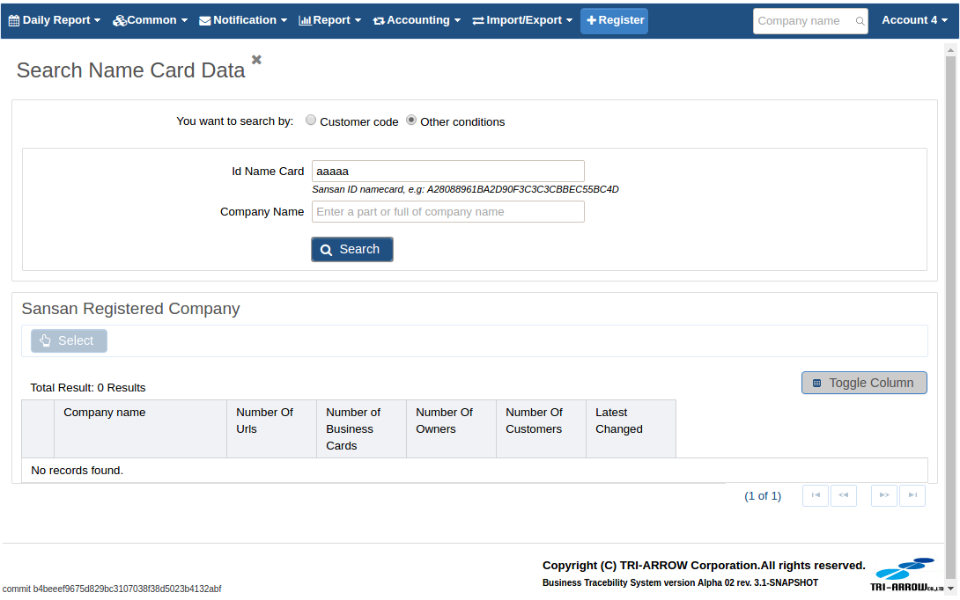 Daily Report Common Notification Report Accounting Import/Export Register Company name Account 4
Search Name Card Data
You want to search by: Customer code Other conditions
Id Name Card aaaaa
Sansan ID namecard, e.g: A28088961BA2D90F3C3C3CBBEC55BC4D
Company Name Enter a part or full of company name
Search
Sansan Registered Company
Select
Total Result: 0 Results
Toggle Column
Company name
Number Of Urls
Number of Business Cards
Number Of Owners
Number Of Customers
Latest Changed
No records found.
(1 of 1)
Copyright (C) TRI-ARROW Corporation.All rights reserved.
Business Tracebility System version Alpha 02 rev. 3.1-SNAPSHOT
TRI-ARROW
commit b4beeef9675d829bc3107038f38d5023b4132abf